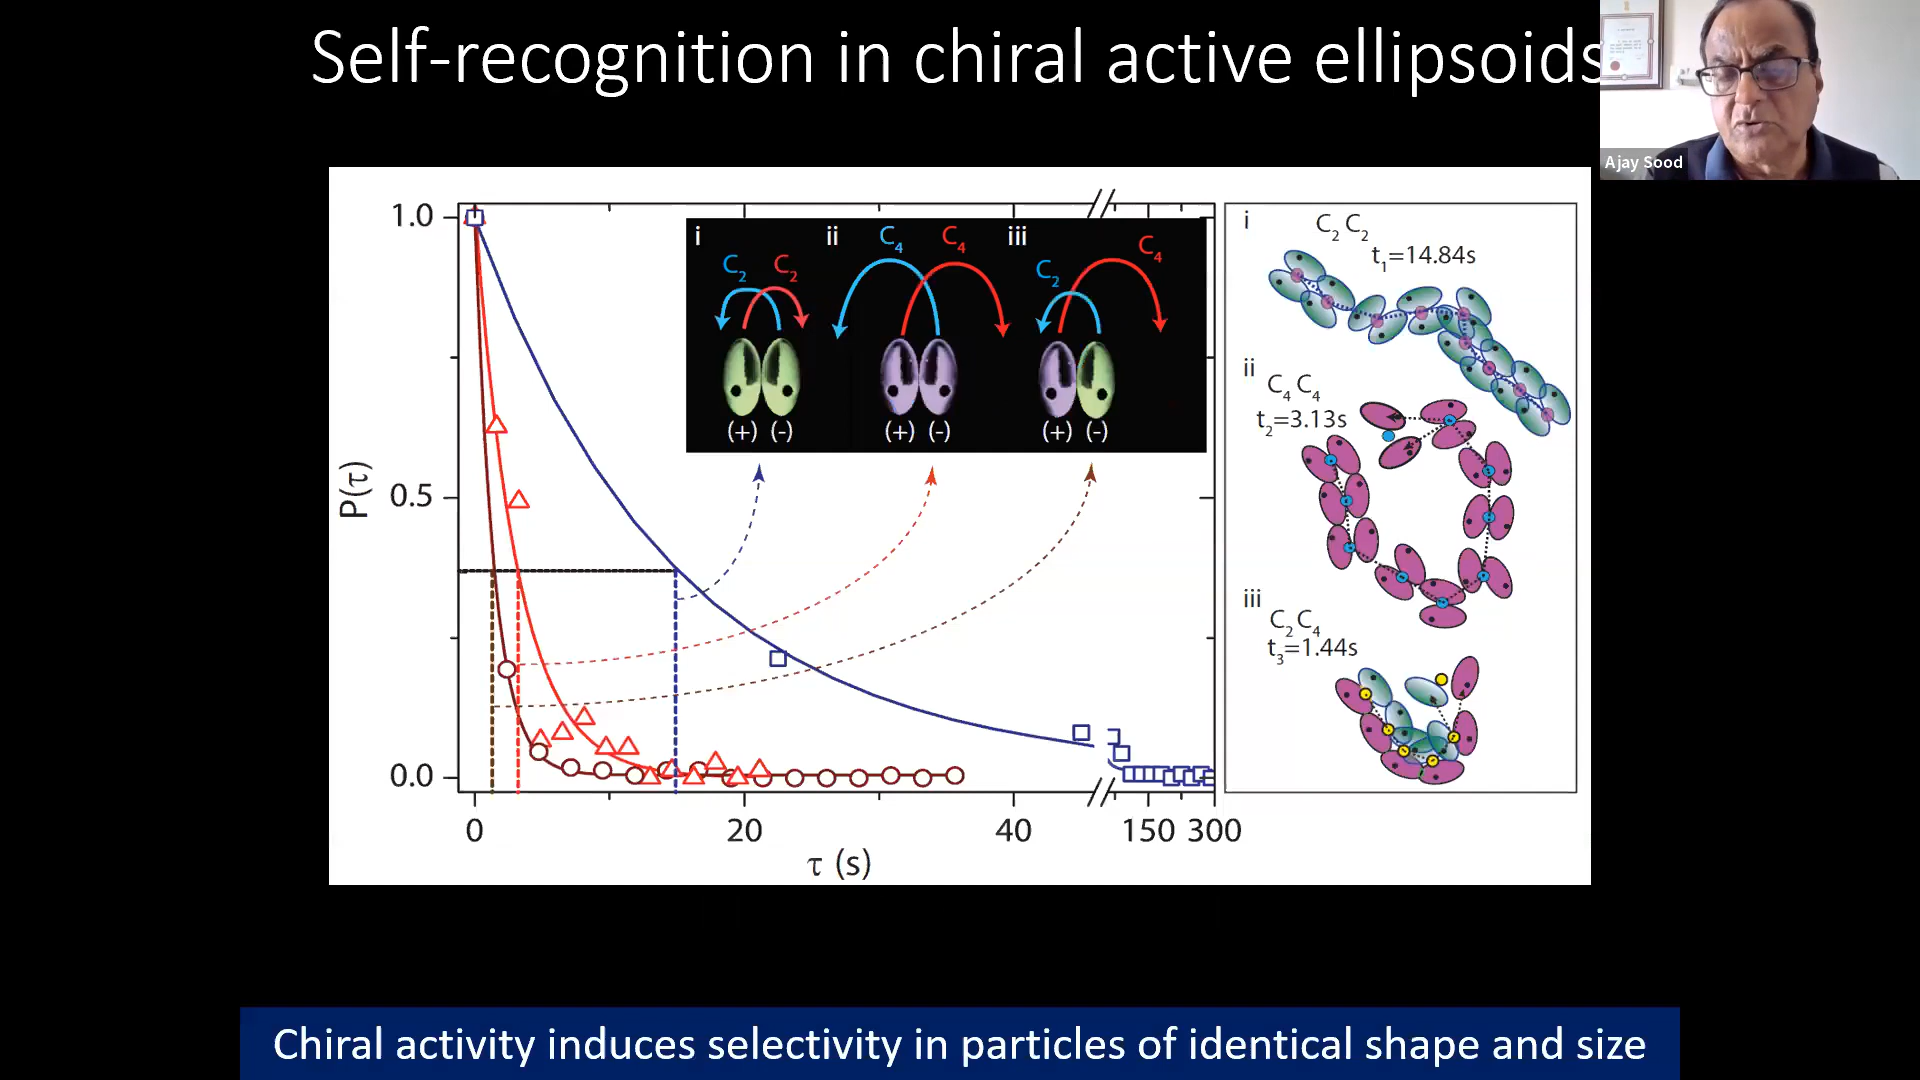 Self-recognition in chiral active ellipsoids
Ajay Sood
P(τ)
1.0
0.5
0.0
0
20
40
150
300
τ (s)
i
C2
C2
(+) (-)
ii
C4
C4
(+) (-)
iii
C2
C4
(+) (-)
i
C2 C2
t1=14.84s
ii
C4 C4
t2=3.13s
iii
C2C4
t3=1.44s
Chiral activity induces selectivity in particles of identical shape and size